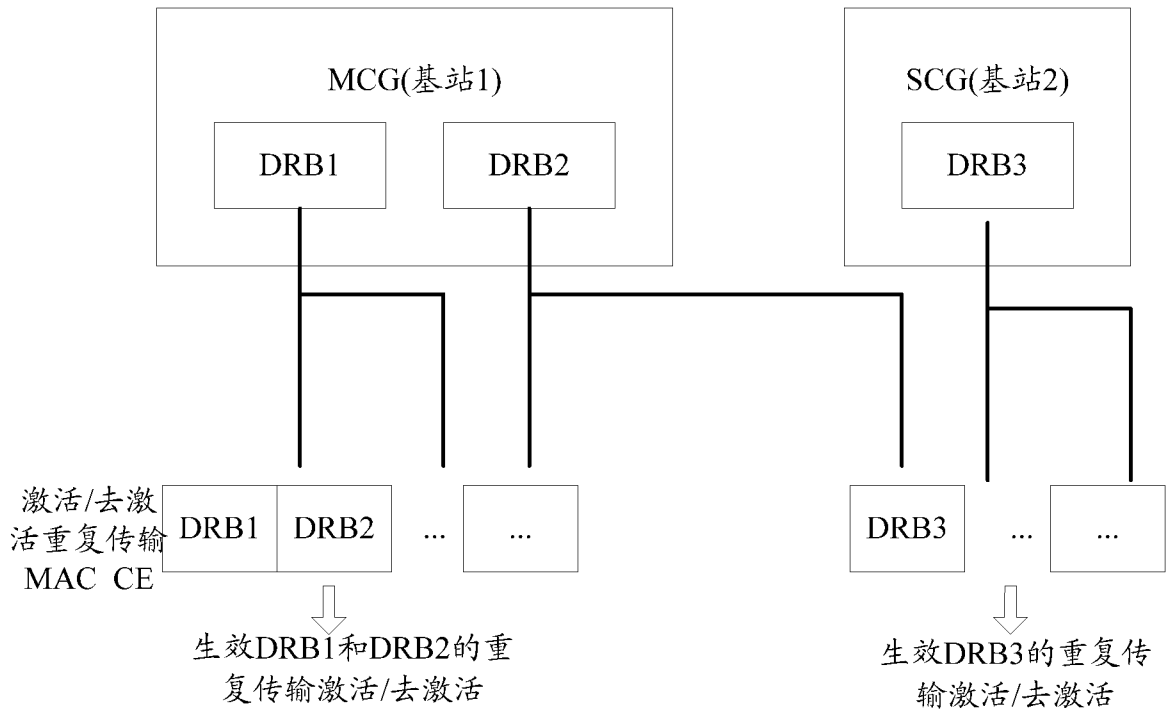 MCG(基站1)
SCG(基站2)
DRB1
DRB2
DRB3
激活/去激
活重复传输
MAC CE
DRB1
DRB2
...
...
DRB3
...
...
生效DRB1和DRB2的重
复传输激活/去激活
生效DRB3的重复传
输激活/去激活